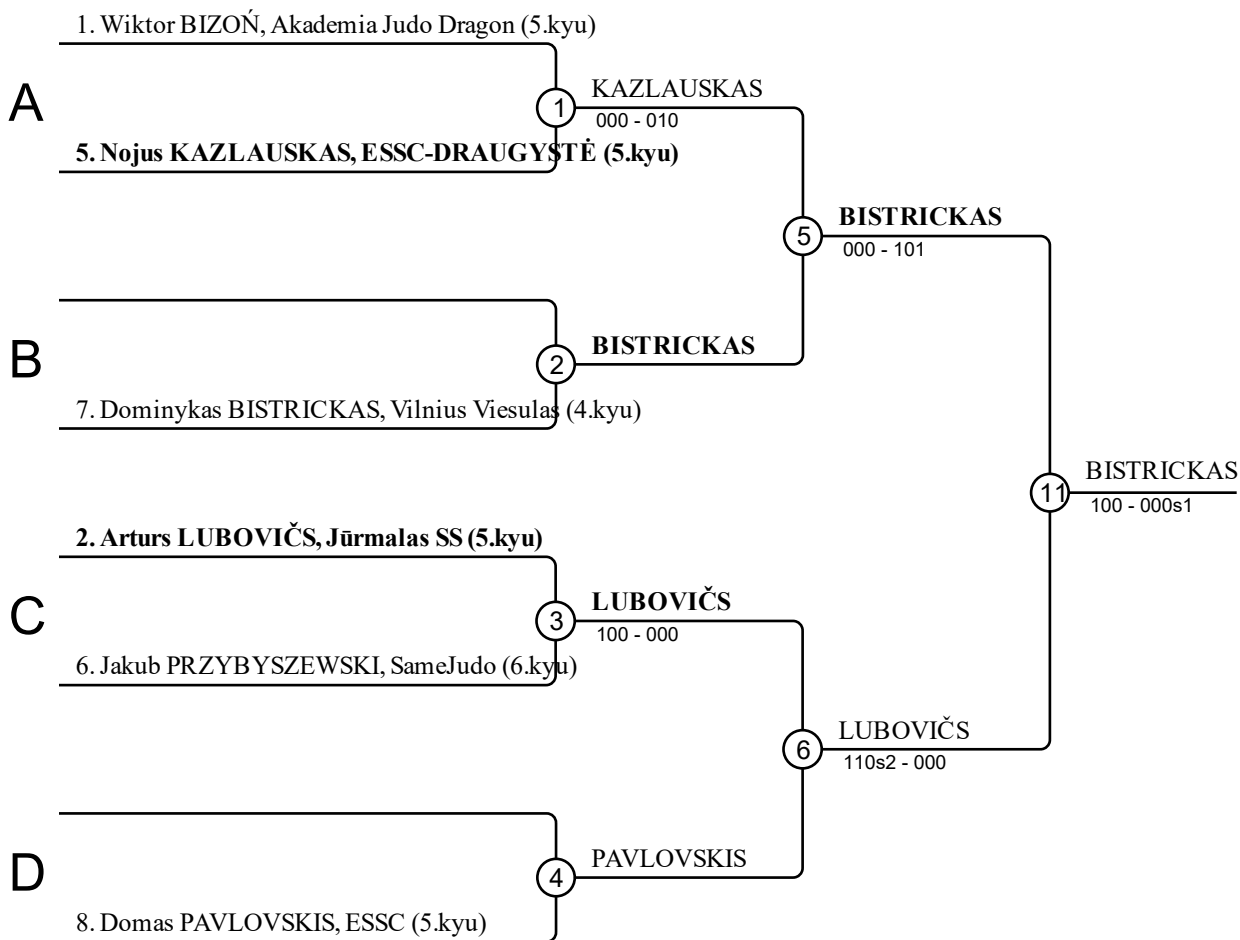 1. Wiktor BIZOŃ, Akademia Judo Dragon (5.kyu)
A
1
KAZLAUSKAS
000 - 010
5. Nojus KAZLAUSKAS, ESSC-DRAUGYSTĖ (5.kyu)
5
BISTRICKAS
000 - 101
B
2
BISTRICKAS
7. Dominykas BISTRICKAS, Vilnius Viesulas (4.kyu)
11
BISTRICKAS
100 - 000s1
2. Arturs LUBOVIČS, Jūrmalas SS (5.kyu)
C
3
LUBOVIČS
100 - 000
6. Jakub PRZYBYSZEWSKI, SameJudo (6.kyu)
6
LUBOVIČS
110s2 - 000
D
4
PAVLOVSKIS
8. Domas PAVLOVSKIS, ESSC (5.kyu)